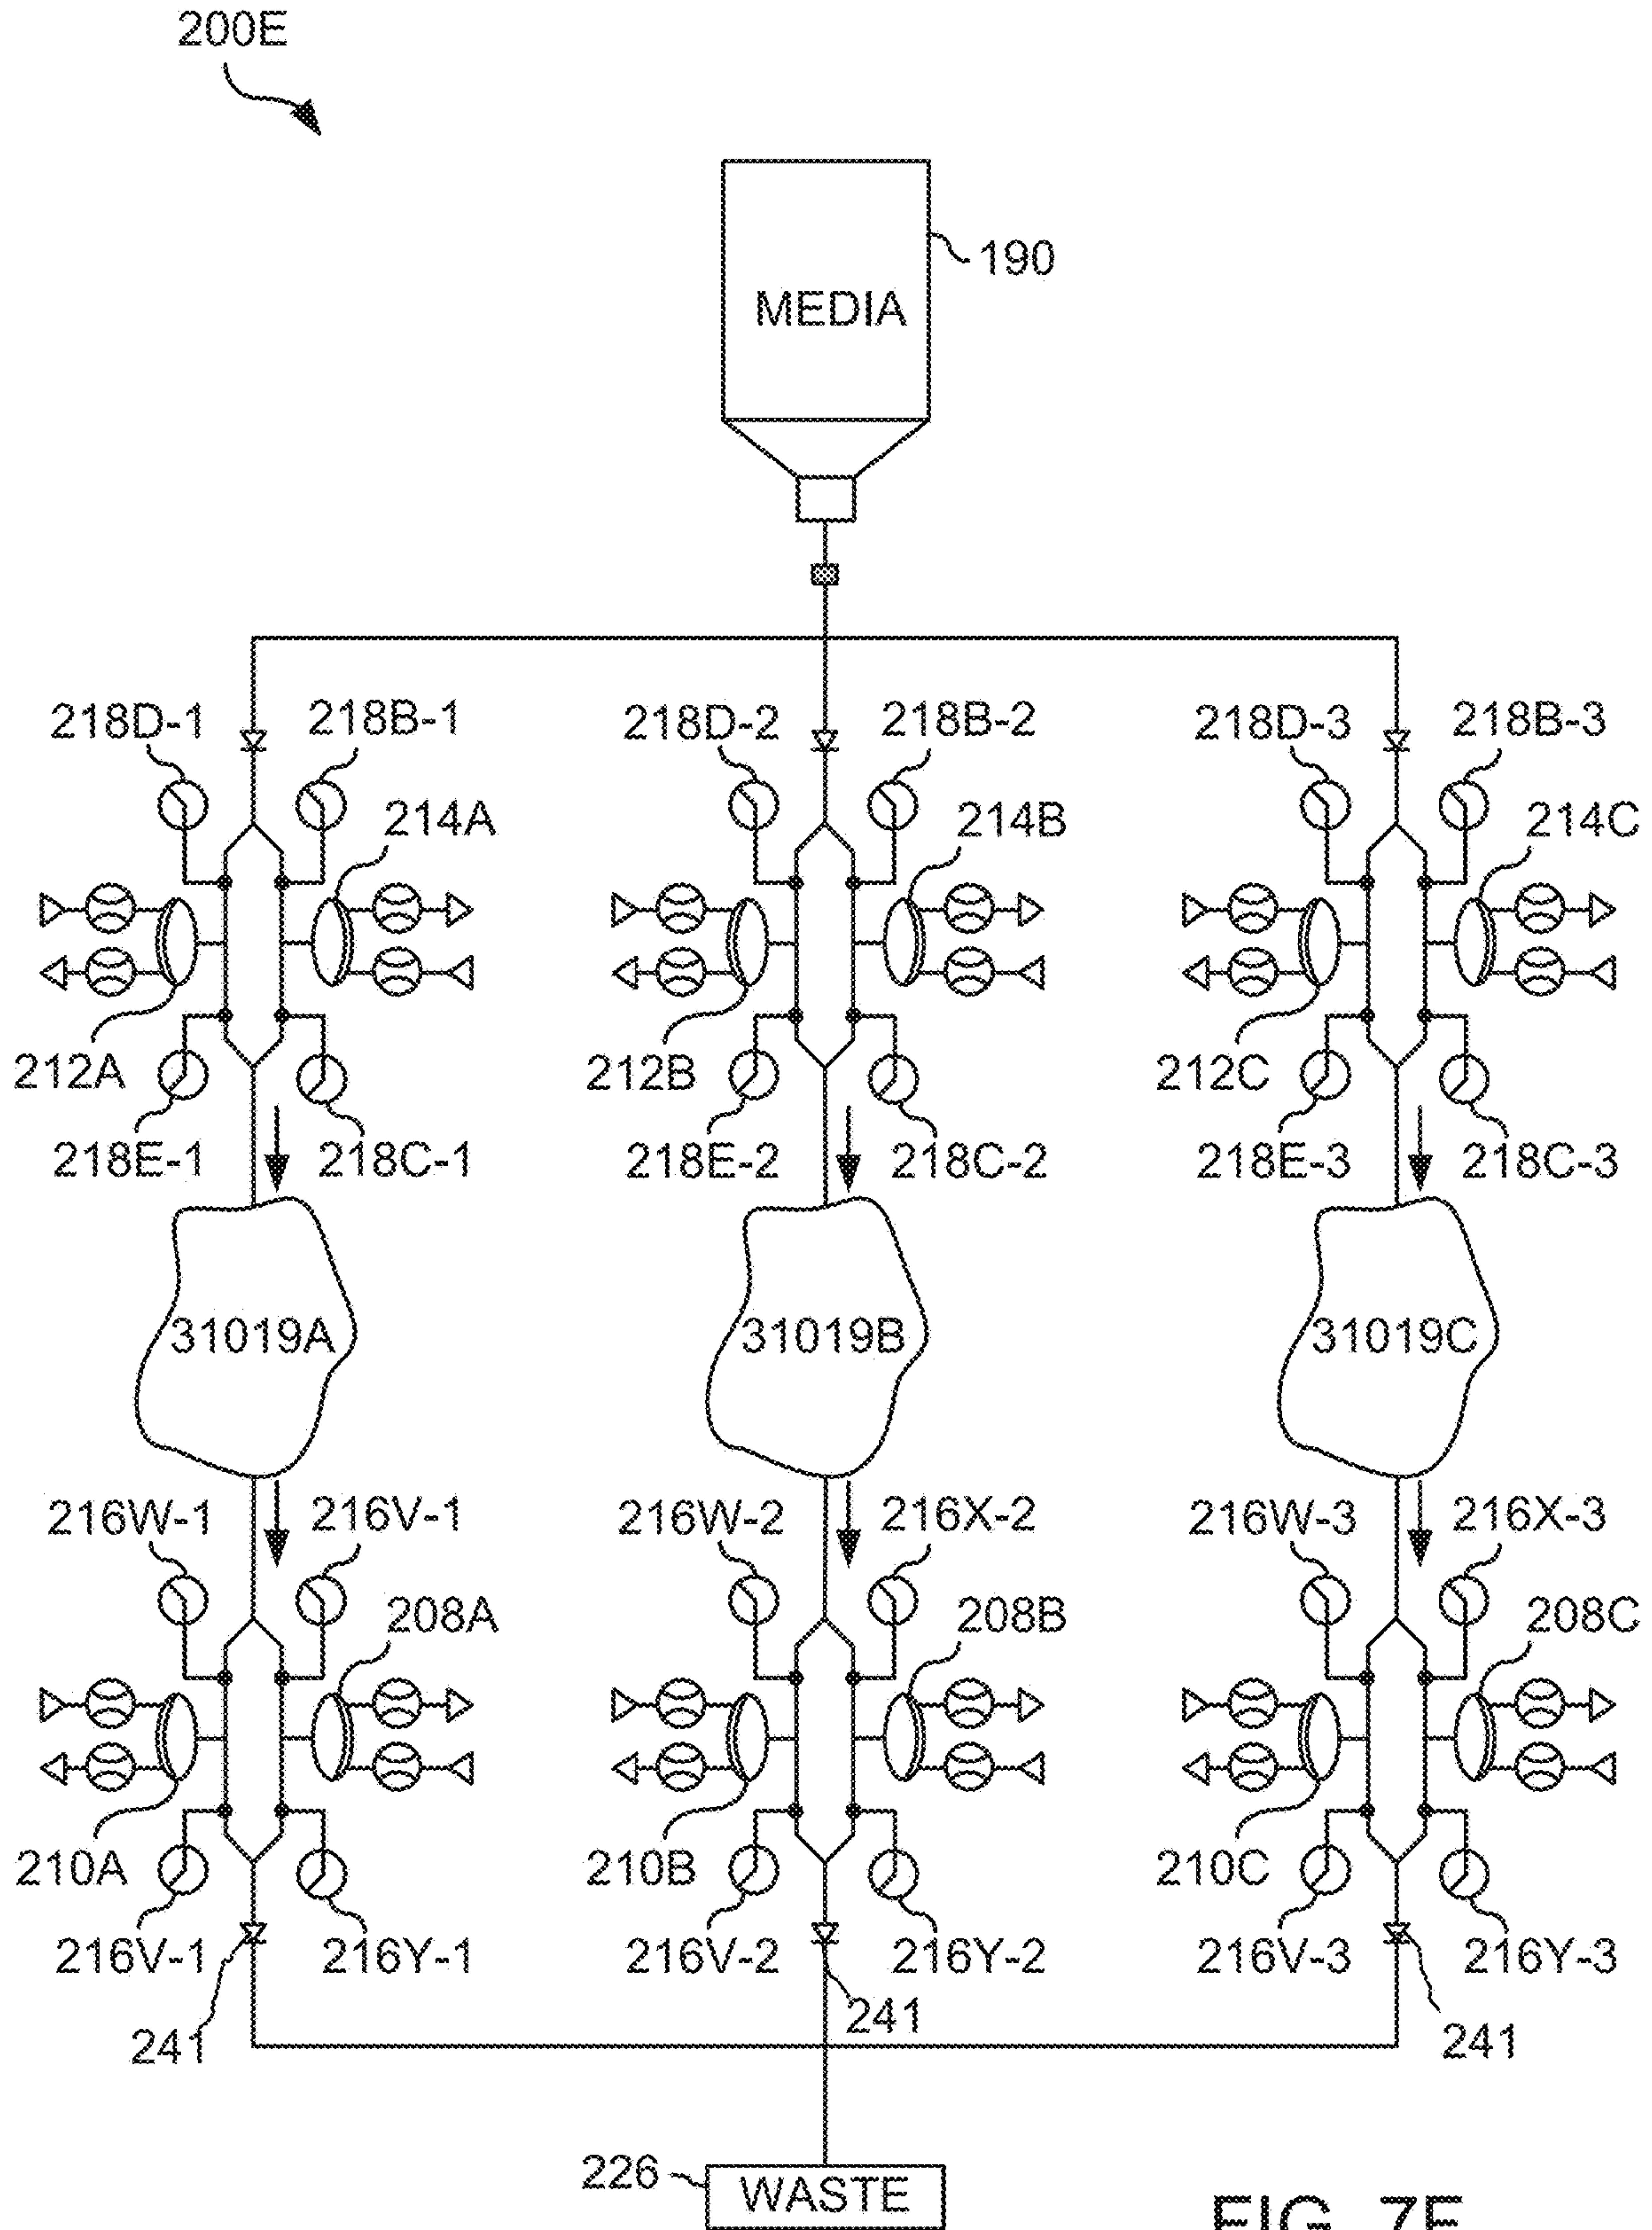 200E
190
MEDIA
218D-1 218B-1 218D-2 218B-2 218D-3 218B-3
214A 214B 214C
212A 212B 212C
218E-1 218C-1 218E-2 218C-2 218E-3 218C-3
31019A 31019B 31019C
216W-1 216V-1 216W-2 216X-2 216W-3 216X-3
208A 208B 208C
210A 210B 210C
216V-1 216Y-1 216V-2 216Y-2 216V-3 216Y-3
241 241 241
226 WASTE
FIG. 7E